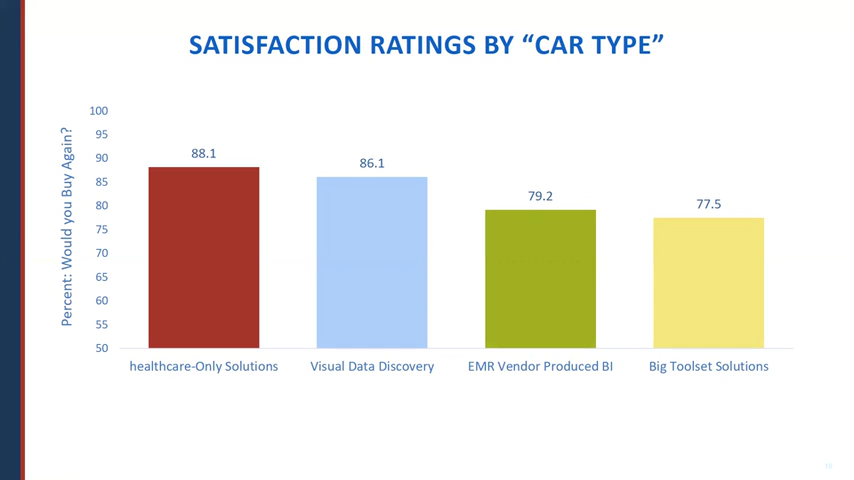 SATISFACTION RATINGS BY “CAR TYPE”
Percent: Would you Buy Again?
100
95
90
85
80
75
70
65
60
55
50
88.1
86.1
79.2
77.5
healthcare-Only Solutions
Visual Data Discovery
EMR Vendor Produced BI
Big Toolset Solutions